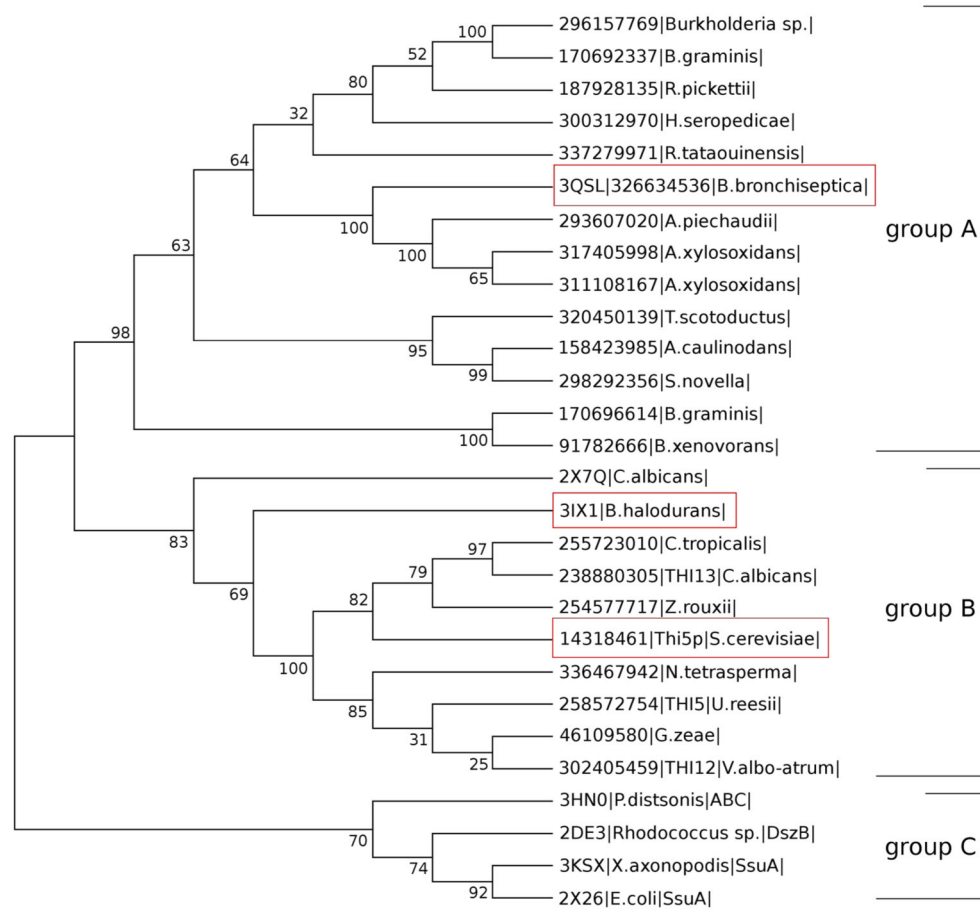 296157769|Burkholderia sp.|
100
170692337|B.graminis|
52
187928135|R.pickettii|
80
300312970|H.seropedicae|
32
337279971|R.tataouinensis|
64
3QSL|326634536|B.bronchiseptica|
100
293607020|A.piechaudii|
group A
63
100
317405998|A.xylosoxidans|
65
311108167|A.xylosoxidans|
320450139|T.scotoductus|
98
95
158423985|A.caulinodans|
99
298292356|S.novella|
170696614|B.graminis|
100
91782666|B.xenovorans|
2X7Q|C.albicans|
3IX1|B.halodurans|
83
255723010|C.tropicalis|
97
79
238880305|THI13|C.albicans|
69
82
254577717|Z.rouxii|
group B
14318461|Thi5p|S.cerevisiae|
100
336467942|N.tetrasperma|
85
258572754|THI5|U.reesii|
31
46109580|G.zeae|
25
302405459|THI12|V.albo-atrum|
3HN0|P.distsonis|ABC|
70
2DE3|Rhodococcus sp.|DszB|
group C
74
3KSX|X.axonopodis|SsuA|
92
2X26|E.coli|SsuA|